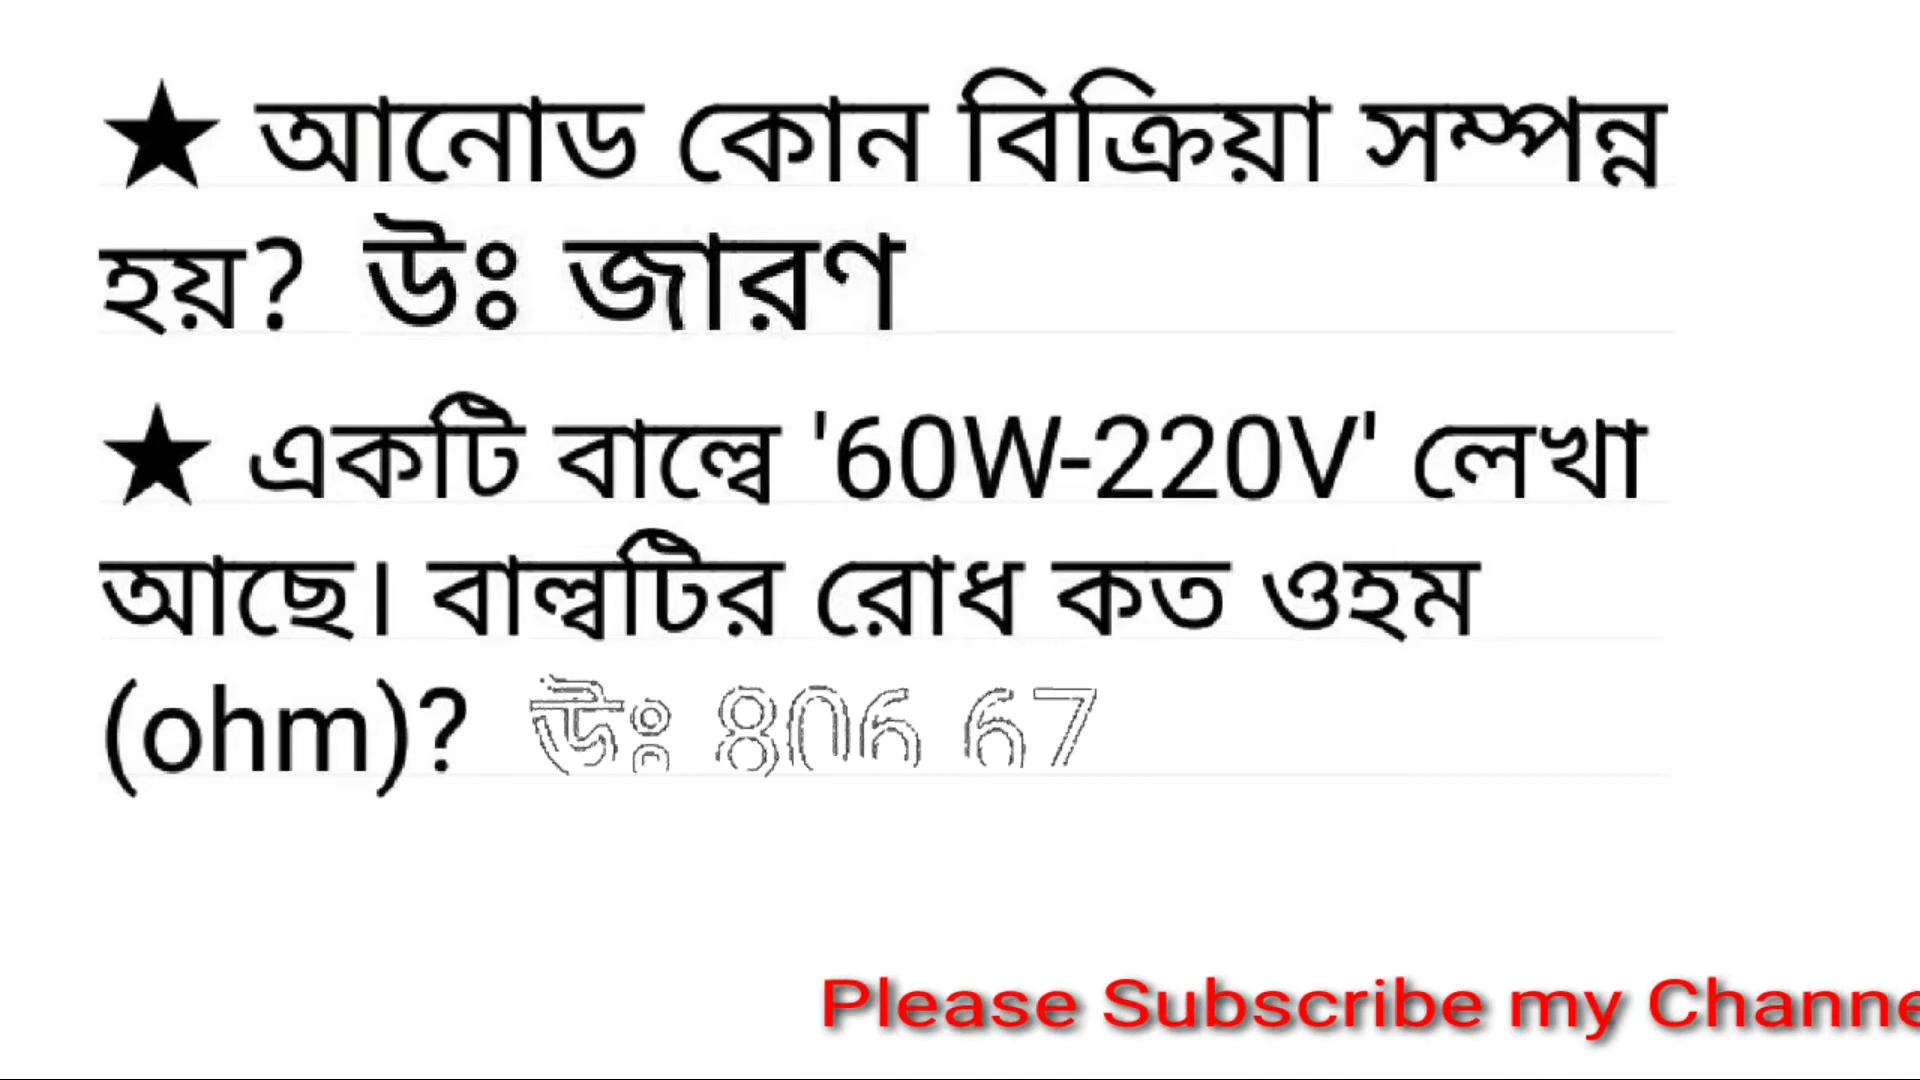 ★ আনোড কোন বিক্রিয়া সম্পন্ন
হয়? উঃ জারণ
★ একটি বাল্বে '60W-220V' লেখা
আছে। বাল্বটির রোধ কত ওহম
(ohm)? উঃ 806 67
Please Subscribe my Channe